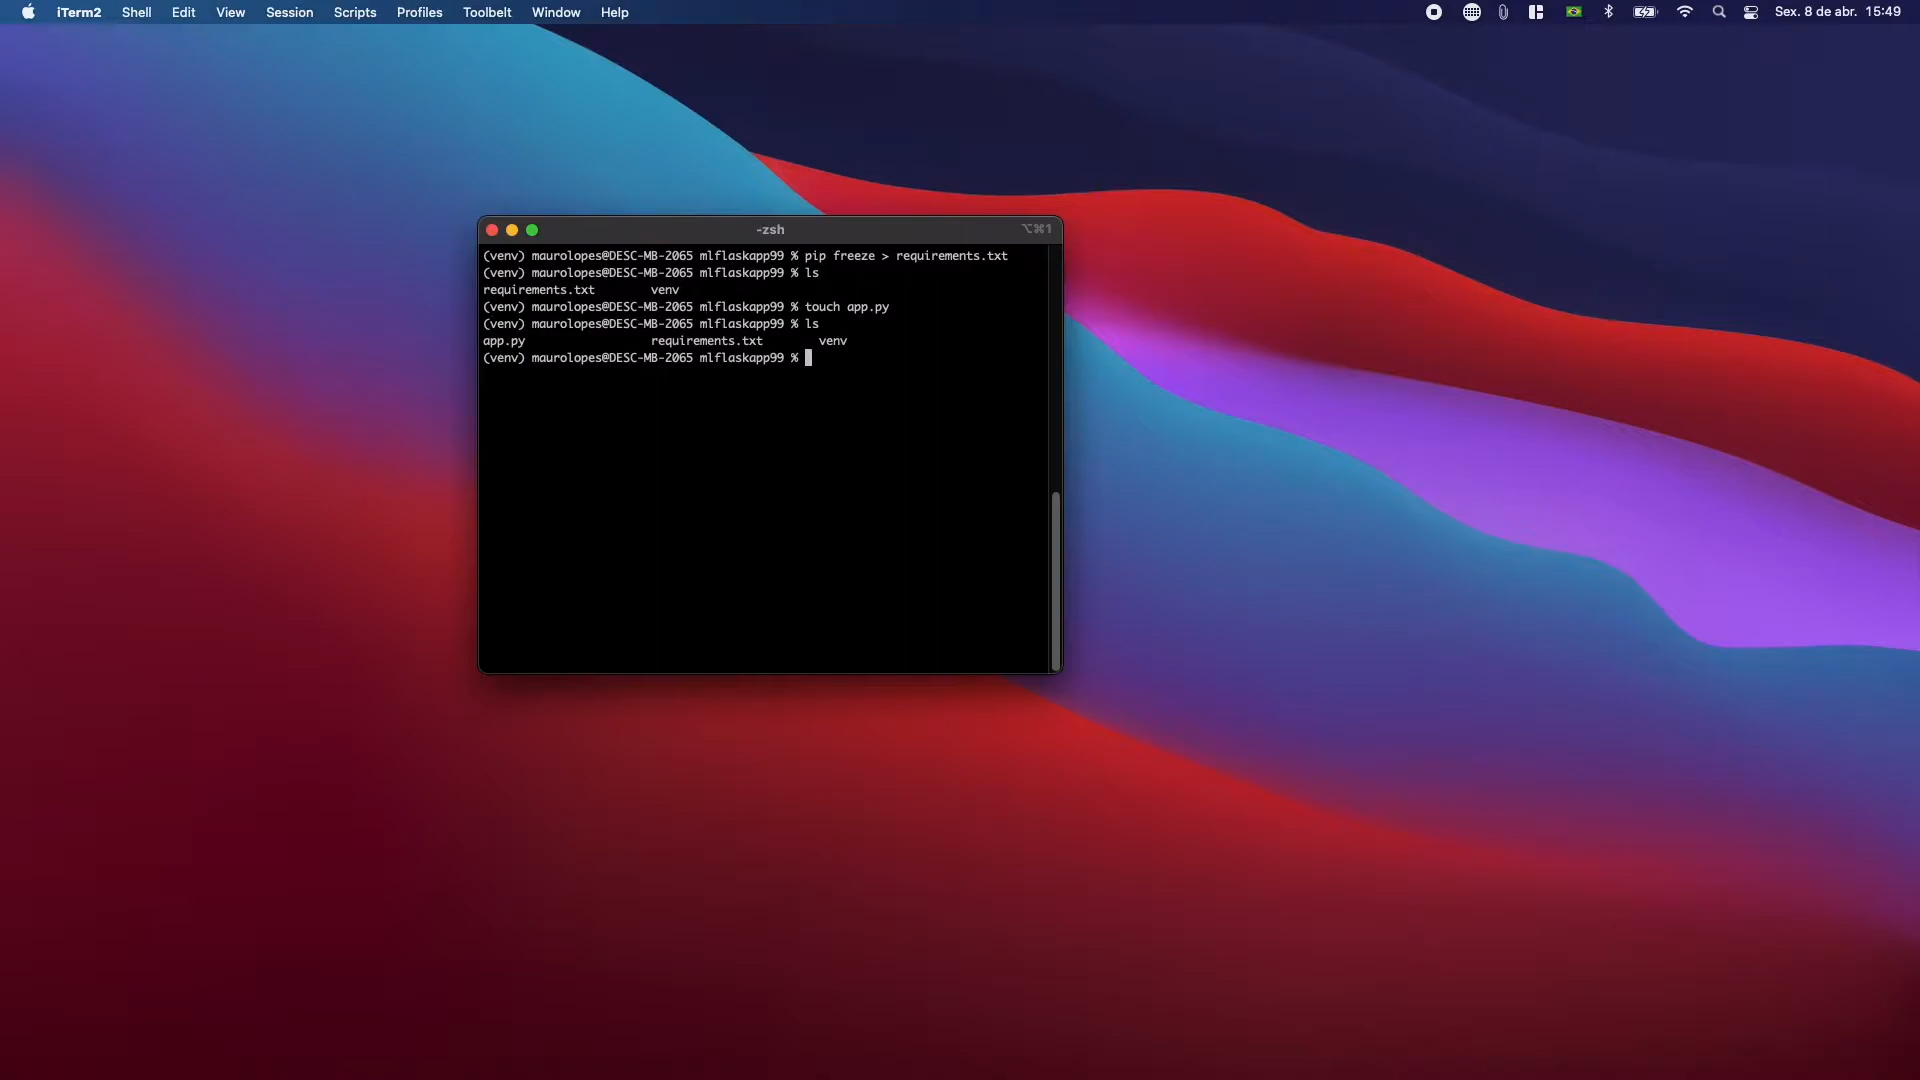 iTerm2 Shell Edit View Session Scripts Profiles Toolbelt Window Help Sex. 8 de abr. 15:49
-zsh ⌥⌘1
(venv) maurolopes@DESC-MB-2065 mlflaskapp99 % pip freeze > requirements.txt
(venv) maurolopes@DESC-MB-2065 mlflaskapp99 % ls
requirements.txt venv
(venv) maurolopes@DESC-MB-2065 mlflaskapp99 % touch app.py
(venv) maurolopes@DESC-MB-2065 mlflaskapp99 % ls
app.py requirements.txt venv
(venv) maurolopes@DESC-MB-2065 mlflaskapp99 %